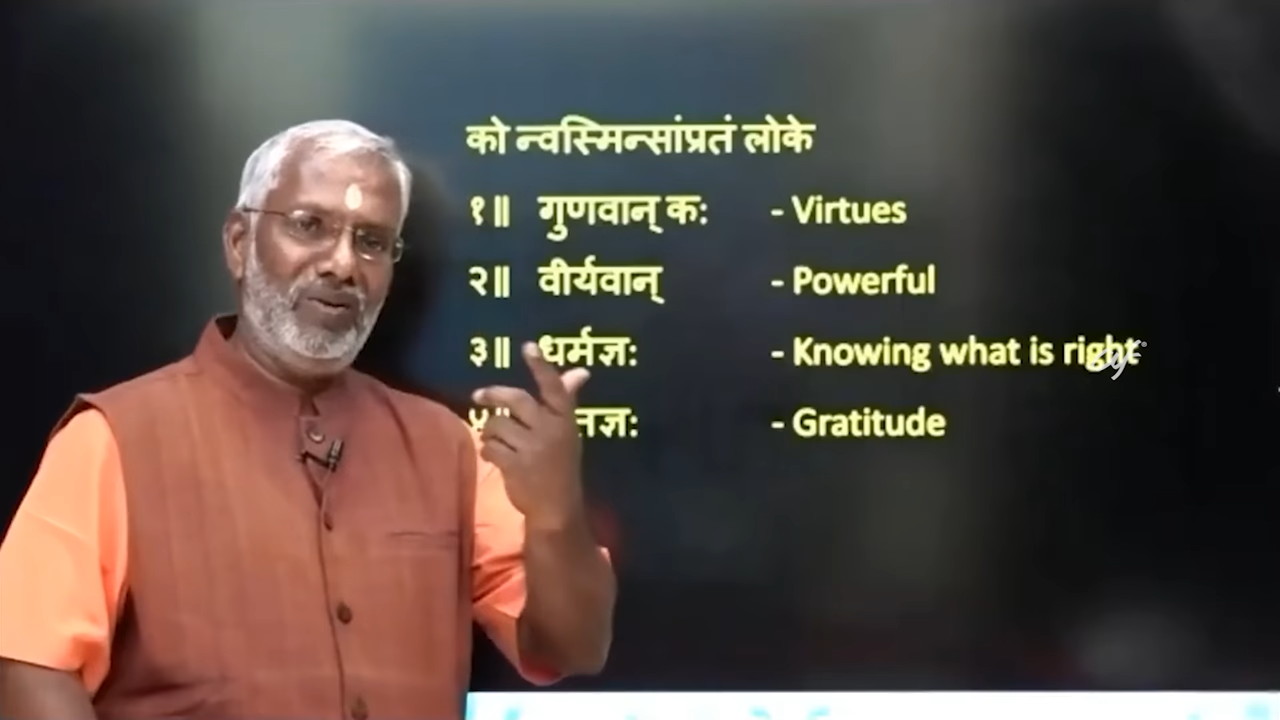 को न्वस्मिन्सांप्रतं लोके
१॥ गुणवान् कः - Virtues
२॥ वीर्यवान् - Powerful
३॥ धर्मज्ञः - Knowing what is right
- Gratitude